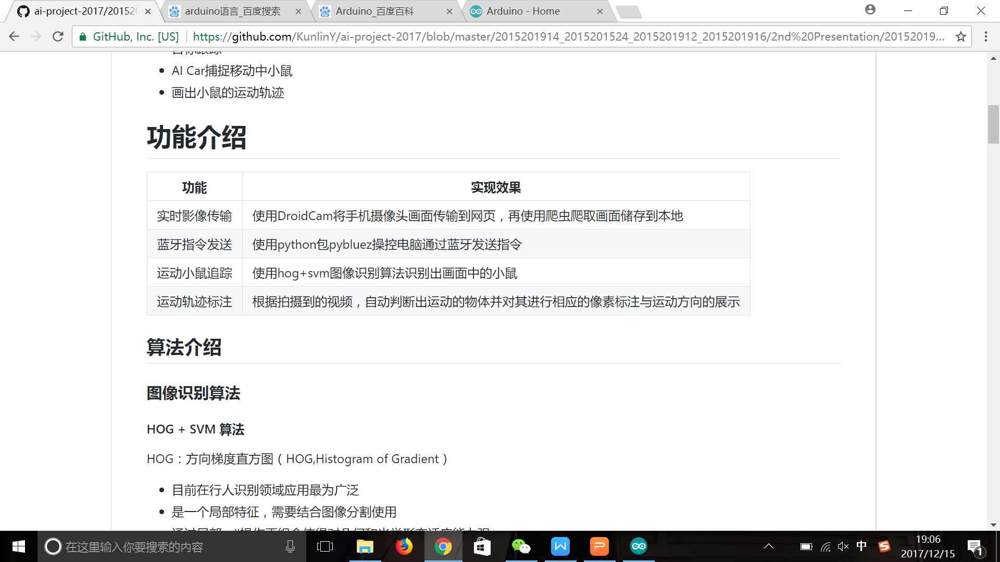 ai-project-2017/20152
arduino语言_百度搜索
Arduino_百度百科
Arduino - Home
GitHub, Inc. [US]
https://github.com/KunlinY/ai-project-2017/blob/master/2015201914_2015201524_2015201912_2015201916/2nd%20Presentation/20152019...
目标跟踪
AI Car捕捉移动中小鼠
画出小鼠的运动轨迹
功能介绍
功能 实现效果
实时影像传输 使用DroidCam将手机摄像头画面传输到网页，再使用爬虫爬取画面储存到本地
蓝牙指令发送 使用python包pybluez操控电脑通过蓝牙发送指令
运动小鼠追踪 使用hog+svm图像识别算法识别出画面中的小鼠
运动轨迹标注 根据拍摄到的视频，自动判断出运动的物体并对其进行相应的像素标注与运动方向的展示
算法介绍
图像识别算法
HOG + SVM 算法
HOG：方向梯度直方图（HOG,Histogram of Gradient）
目前在行人识别领域应用最为广泛
是一个局部特征，需要结合图像分割使用
在这里输入你要搜索的内容
中
19:06
2017/12/15
1